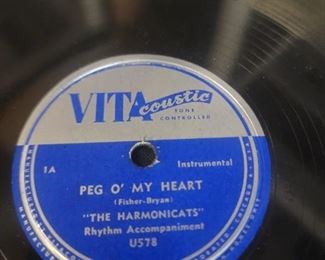 VITAcoustic
TONE
CONTROLLED
1A
Instrumental
PEG O' MY HEART
(Fisher-Bryan)
"THE HARMONICATS"
Rhythm Accompaniment
U578